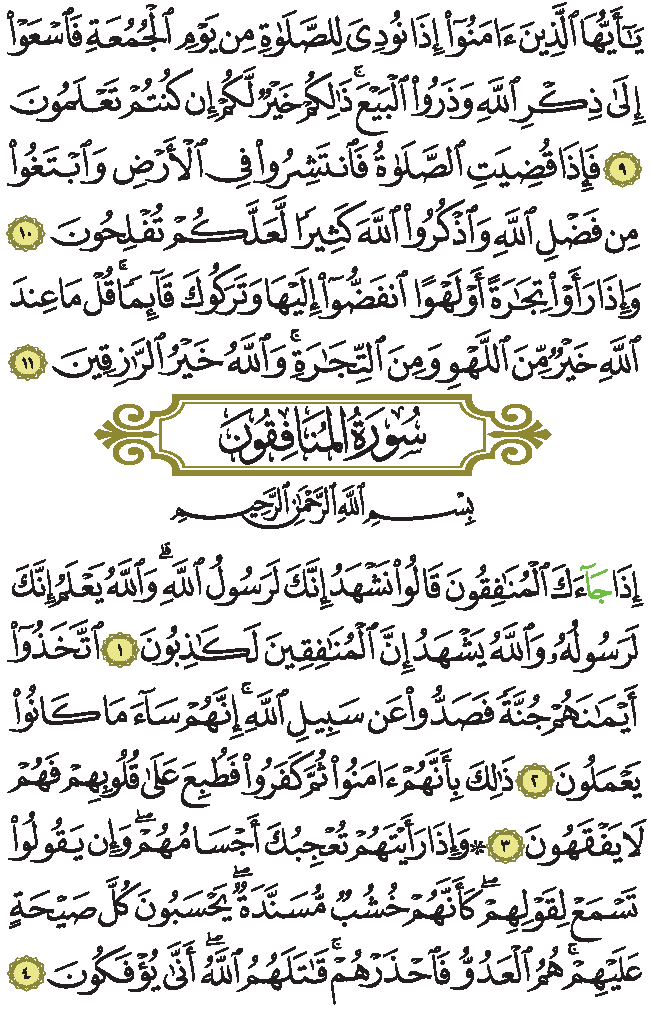 يَٰٓأَيُّهَا ٱلَّذِينَ ءَامَنُوٓا۟ إِذَا نُودِىَ لِلصَّلَوٰةِ مِن يَوْمِ ٱلْجُمُعَةِ فَٱسْعَوْا۟
إِلَىٰ ذِكْرِ ٱللَّهِ وَذَرُوا۟ ٱلْبَيْعَ ۚ ذَٰلِكُمْ خَيْرٌ لَّكُمْ إِن كُنتُمْ تَعْلَمُونَ
٩ فَإِذَا قُضِيَتِ ٱلصَّلَوٰةُ فَٱنتَشِرُوا۟ فِى ٱلْأَرْضِ وَٱبْتَغُوا۟
مِن فَضْلِ ٱللَّهِ وَٱذْكُرُوا۟ ٱللَّهَ كَثِيرًا لَّعَلَّكُمْ تُفْلِحُونَ ١٠
وَإِذَا رَأَوْا۟ تِجَٰرَةً أَوْ لَهْوًا ٱنفَضُّوٓا۟ إِلَيْهَا وَتَرَكُوكَ قَآئِمًا ۚ قُلْ مَا عِندَ
ٱللَّهِ خَيْرٌ مِّنَ ٱللَّهْوِ وَمِنَ ٱلتِّجَٰرَةِ ۚ وَٱللَّهُ خَيْرُ ٱلرَّٰزِقِينَ ١١
سُورَةُ المُنَافِقُونَ
بِسْمِ ٱللَّهِ ٱلرَّحْمَٰنِ ٱلرَّحِيمِ
إِذَا جَآءَكَ ٱلْمُنَٰفِقُونَ قَالُوا۟ نَشْهَدُ إِنَّكَ لَرَسُولُ ٱللَّهِ ۗ وَٱللَّهُ يَعْلَمُ إِنَّكَ
لَرَسُولُهُۥ وَٱللَّهُ يَشْهَدُ إِنَّ ٱلْمُنَٰفِقِينَ لَكَٰذِبُونَ ١ ٱتَّخَذُوٓا۟
أَيْمَٰنَهُمْ جُنَّةً فَصَدُّوا۟ عَن سَبِيلِ ٱللَّهِ ۚ إِنَّهُمْ سَآءَ مَا كَانُوا۟
يَعْمَلُونَ ٢ ذَٰلِكَ بِأَنَّهُمْ ءَامَنُوا۟ ثُمَّ كَفَرُوا۟ فَطُبِعَ عَلَىٰ قُلُوبِهِمْ فَهُمْ
لَا يَفْقَهُونَ ٣ ۞ وَإِذَا رَأَيْتَهُمْ تُعْجِبُكَ أَجْسَامُهُمْ ۖ وَإِن يَقُولُوا۟
تَسْمَعْ لِقَوْلِهِمْ ۖ كَأَنَّهُمْ خُشُبٌ مُّسَنَّدَةٌ ۖ يَحْسَبُونَ كُلَّ صَيْحَةٍ
عَلَيْهِمْ ۚ هُمُ ٱلْعَدُوُّ فَٱحْذَرْهُمْ ۚ قَٰتَلَهُمُ ٱللَّهُ ۖ أَنَّىٰ يُؤْفَكُونَ ٤